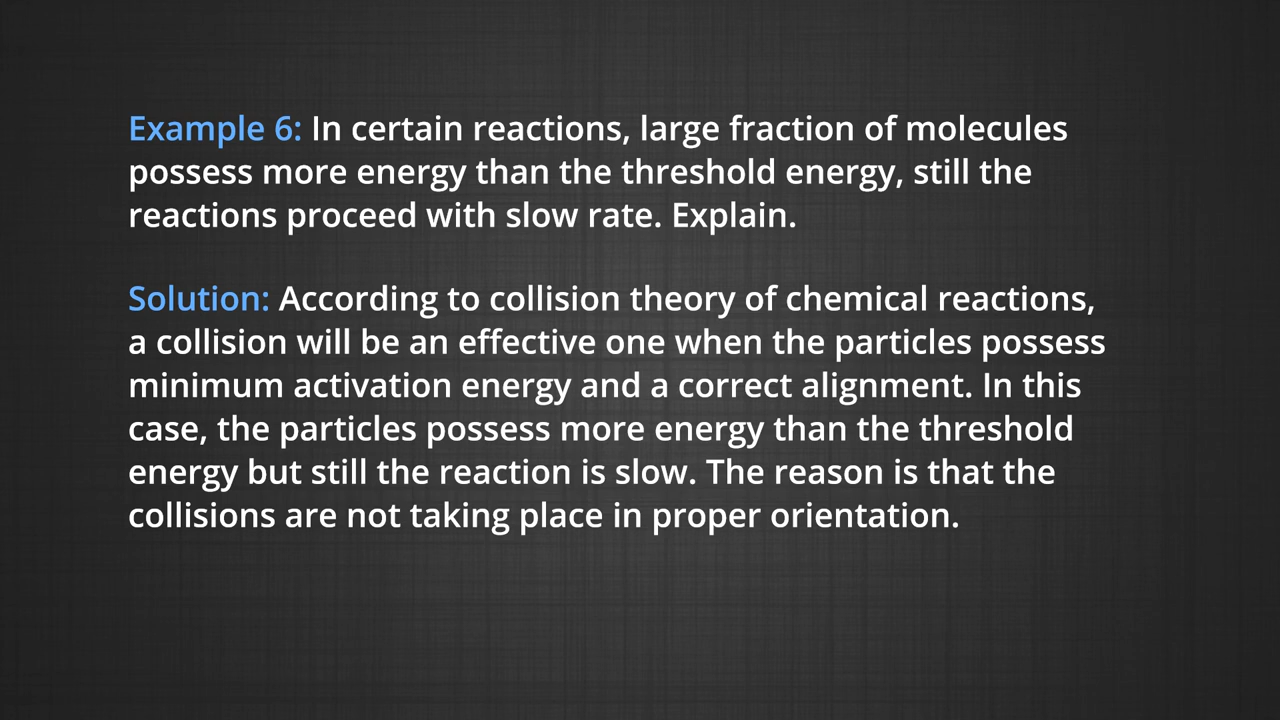 Example 6: In certain reactions, large fraction of molecules
possess more energy than the threshold energy, still the
reactions proceed with slow rate. Explain.
Solution: According to collision theory of chemical reactions,
a collision will be an effective one when the particles possess
minimum activation energy and a correct alignment. In this
case, the particles possess more energy than the threshold
energy but still the reaction is slow. The reason is that the
collisions are not taking place in proper orientation.